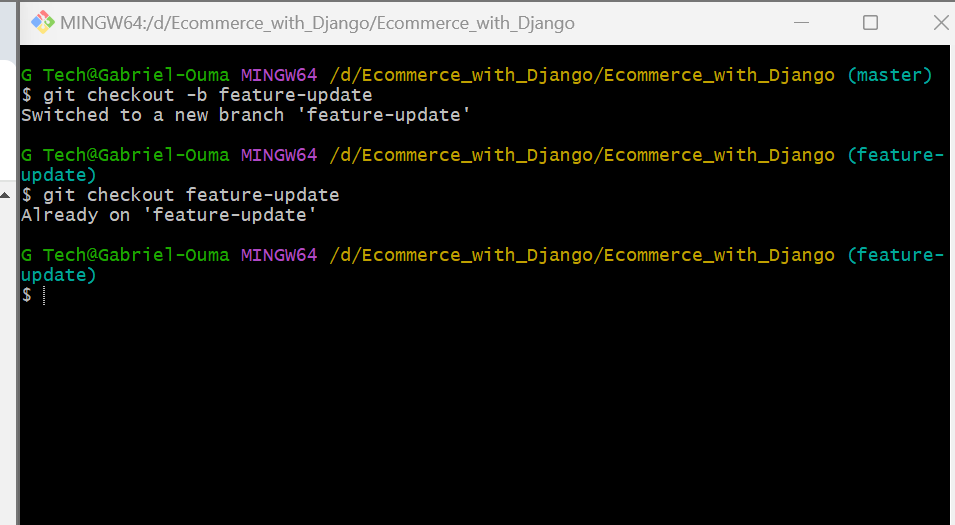 MINGW64:/d/Ecommerce_with_Django/Ecommerce_with_Django
G Tech@Gabriel-Ouma MINGW64 /d/Ecommerce_with_Django/Ecommerce_with_Django (master)
$ git checkout -b feature-update
Switched to a new branch 'feature-update'
G Tech@Gabriel-Ouma MINGW64 /d/Ecommerce_with_Django/Ecommerce_with_Django (feature-
update)
$ git checkout feature-update
Already on 'feature-update'
G Tech@Gabriel-Ouma MINGW64 /d/Ecommerce_with_Django/Ecommerce_with_Django (feature-
update)
$